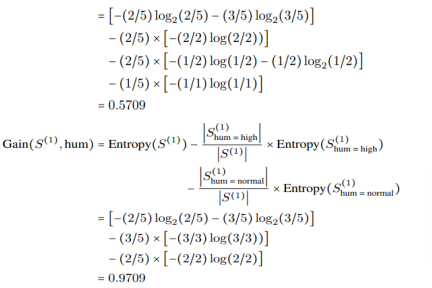 = [−(2/5) log₂(2/5) − (3/5) log₂(3/5)]
− (2/5) × [−(2/2) log(2/2))]
− (2/5) × [−(1/2) log(1/2) − (1/2) log₂(1/2)]
− (1/5) × [−(1/1) log(1/1)]
= 0.5709
Gain(S⁽¹⁾, hum) = Entropy(S⁽¹⁾) − |S⁽¹⁾_{hum = high}| / |S⁽¹⁾| × Entropy(S⁽¹⁾_{hum = high})
− |S⁽¹⁾_{hum = normal}| / |S⁽¹⁾| × Entropy(S⁽¹⁾_{hum = normal})
= [−(2/5) log₂(2/5) − (3/5) log₂(3/5)]
− (3/5) × [−(3/3) log(3/3))]
− (2/5) × [−(2/2) log(2/2)]
= 0.9709